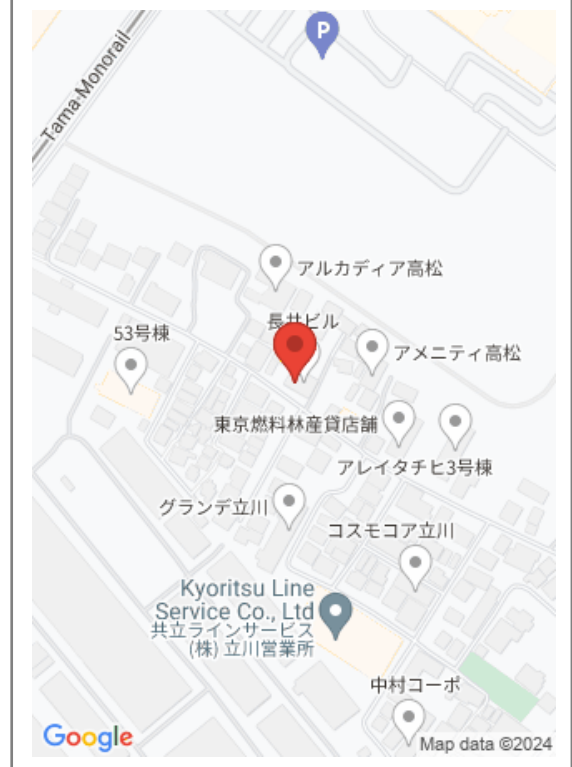 P
Tama-Monorail
アルカディア高松
長井ビル
53号棟
アメニティ高松
東京燃料林産貸店舗
アレイタチヒ3号棟
グランデ立川
コスモコア立川
Kyoritsu Line
Service Co., Ltd
共立ラインサービス
(株) 立川営業所
中村コーポ
Google
Map data ©2024